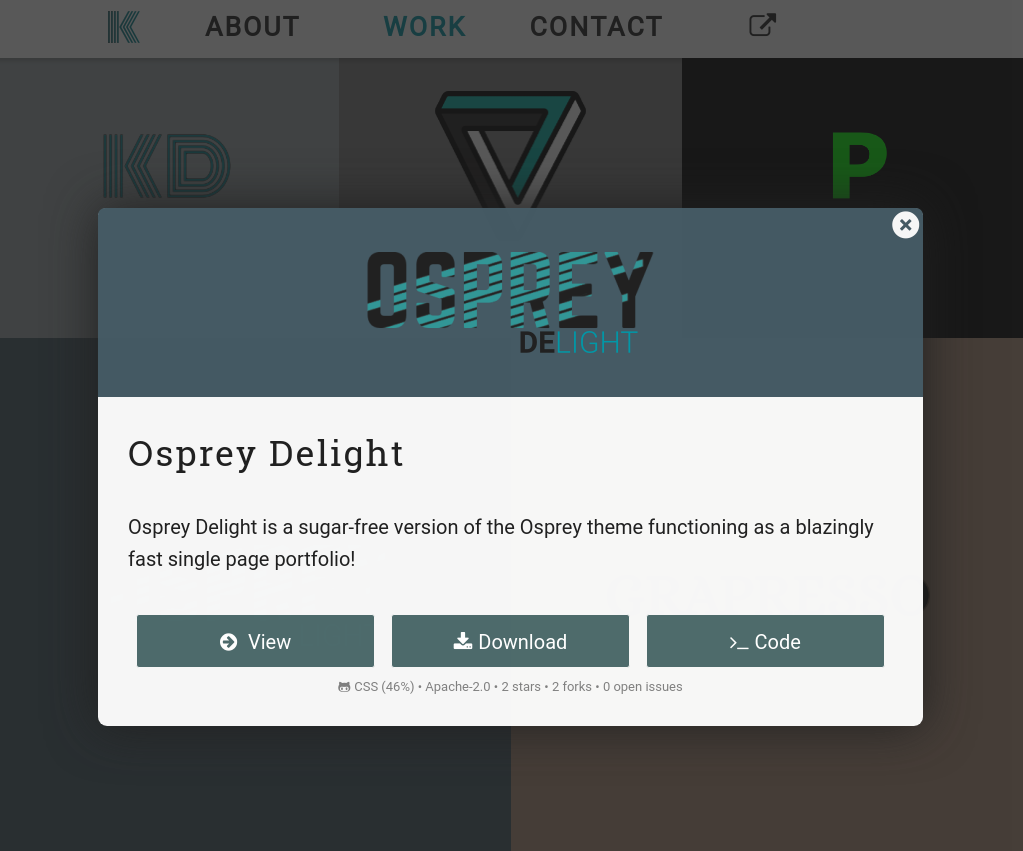 K ABOUT WORK CONTACT
KD
P
OSPREY
DELIGHT
Osprey Delight
Osprey Delight is a sugar-free version of the Osprey theme functioning as a blazingly
fast single page portfolio!
View Download Code
CSS (46%) • Apache-2.0 • 2 stars • 2 forks • 0 open issues